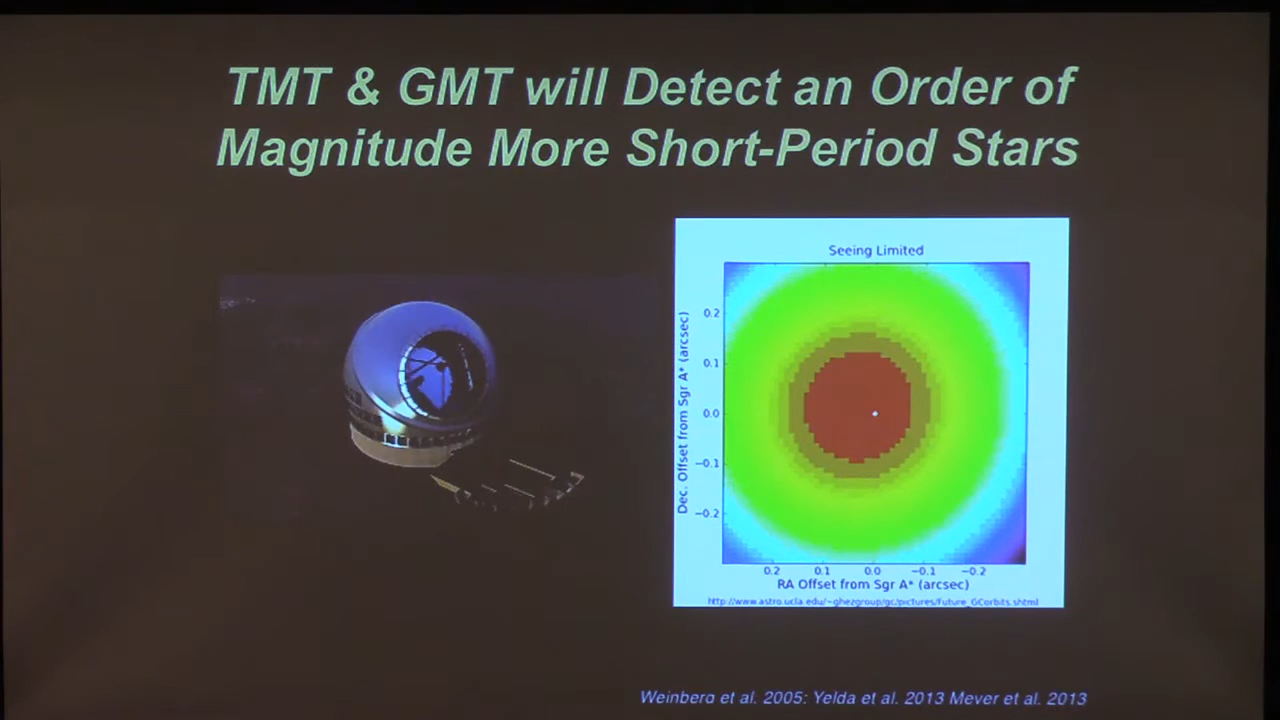 TMT & GMT will Detect an Order of
Magnitude More Short-Period Stars
Seeing Limited
Dec. Offset from Sgr A* (arcsec)
0.2
0.1
0.0
−0.1
−0.2
0.2 0.1 0.0 −0.1 −0.2
RA Offset from Sgr A* (arcsec)
http://www.astro.ucla.edu/~ghezgroup/gc/pictures/Future_GCorbits.shtml
Weinberg et al. 2005; Yelda et al. 2013 Meyer et al. 2013